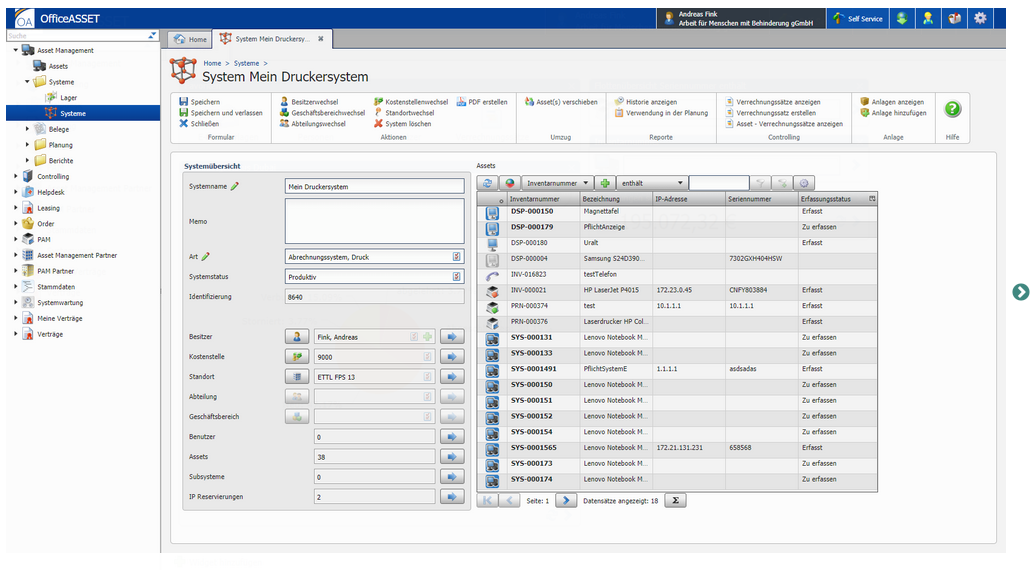 OA OfficeASSET
Andreas Fink
Arbeit für Menschen mit Behinderung gGmbH
Self Service
Suche
Home
System Mein Druckersy...
Asset Management
Assets
Systeme
Lager
Systeme
Belege
Planung
Berichte
Controlling
Helpdesk
Leasing
Order
PAM
Asset Management Partner
PAM Partner
Stammdaten
Systemwartung
Meine Verträge
Verträge
Home > Systeme >
System Mein Druckersystem
Speichern
Speichern und verlassen
Schließen
Formular
Besitzerwechsel
Geschäftsbereichwechsel
Abteilungswechsel
Kostenstellenwechsel
Standortwechsel
System löschen
PDF erstellen
Aktionen
Asset(s) verschieben
Umzug
Historie anzeigen
Verwendung in der Planung
Reporte
Verrechnungssätze anzeigen
Verrechnungssatz erstellen
Asset - Verrechnungssätze anzeigen
Controlling
Anlagen anzeigen
Anlage hinzufügen
Anlage
Hilfe
Systemübersicht
Systemname Mein Druckersystem
Memo
Art Abrechnungssystem, Druck
Systemstatus Produktiv
Identifizierung 8640
Besitzer Fink, Andreas
Kostenstelle 9000
Standort ETTL FPS 13
Abteilung
Geschäftsbereich
Benutzer 0
Assets 38
Subsysteme 0
IP Reservierungen 2
Assets
Inventarnummer enthält
Inventarnummer Bezeichnung IP-Adresse Seriennummer Erfassungsstatus
DSP-000150 Magnettafel Erfasst
DSP-000179 PflichtAnzeige Zu erfassen
DSP-000180 Uralt Erfasst
DSP-000004 Samsung S24D390... 7302GXH404HSW
INV-016823 testTelefon
INV-000021 HP LaserJet P4015 172.23.0.45 CNFY803884 Erfasst
PRN-000374 test 10.1.1.1 10.1.1.1 Erfasst
PRN-000376 Laserdrucker HP Col... Erfasst
SYS-000131 Lenovo Notebook M... Zu erfassen
SYS-000133 Lenovo Notebook M... Zu erfassen
SYS-0001491 PflichtSystemE 1.1.1.1 asdsadas Zu erfassen
SYS-000150 Lenovo Notebook M... Zu erfassen
SYS-000151 Lenovo Notebook M... Zu erfassen
SYS-000152 Lenovo Notebook M... Zu erfassen
SYS-000154 Lenovo Notebook M... Zu erfassen
SYS-0001565 Lenovo Notebook M... 172.21.131.231 658568 Erfasst
SYS-000173 Lenovo Notebook M... Zu erfassen
SYS-000174 Lenovo Notebook M... Zu erfassen
Seite: 1 Datensätze angezeigt: 18 Σ